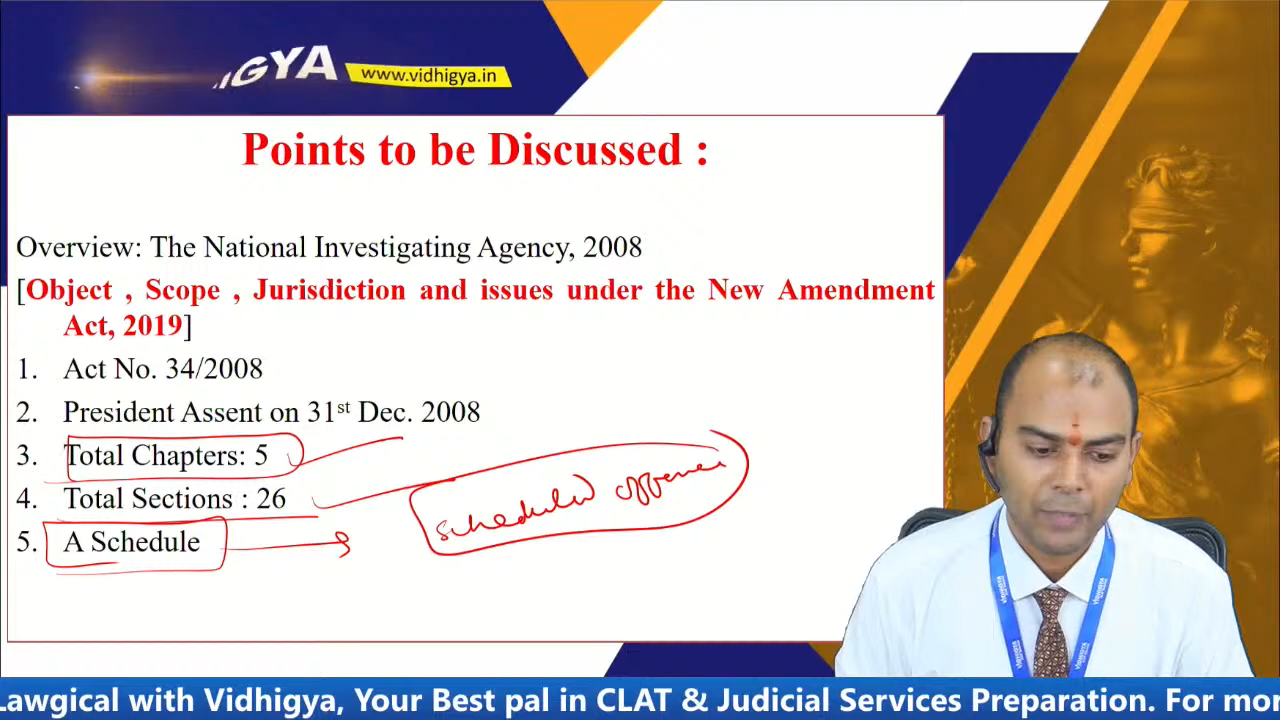 IGYA
www.vidhigya.in
Points to be Discussed :
Overview: The National Investigating Agency, 2008
[Object , Scope , Jurisdiction and issues under the New Amendment
Act, 2019]
1. Act No. 34/2008
2. President Assent on 31st Dec. 2008
3. Total Chapters: 5
4. Total Sections : 26
5. A Schedule
scheduled offence
Lawgical with Vidhigya, Your Best pal in CLAT & Judicial Services Preparation. For mor